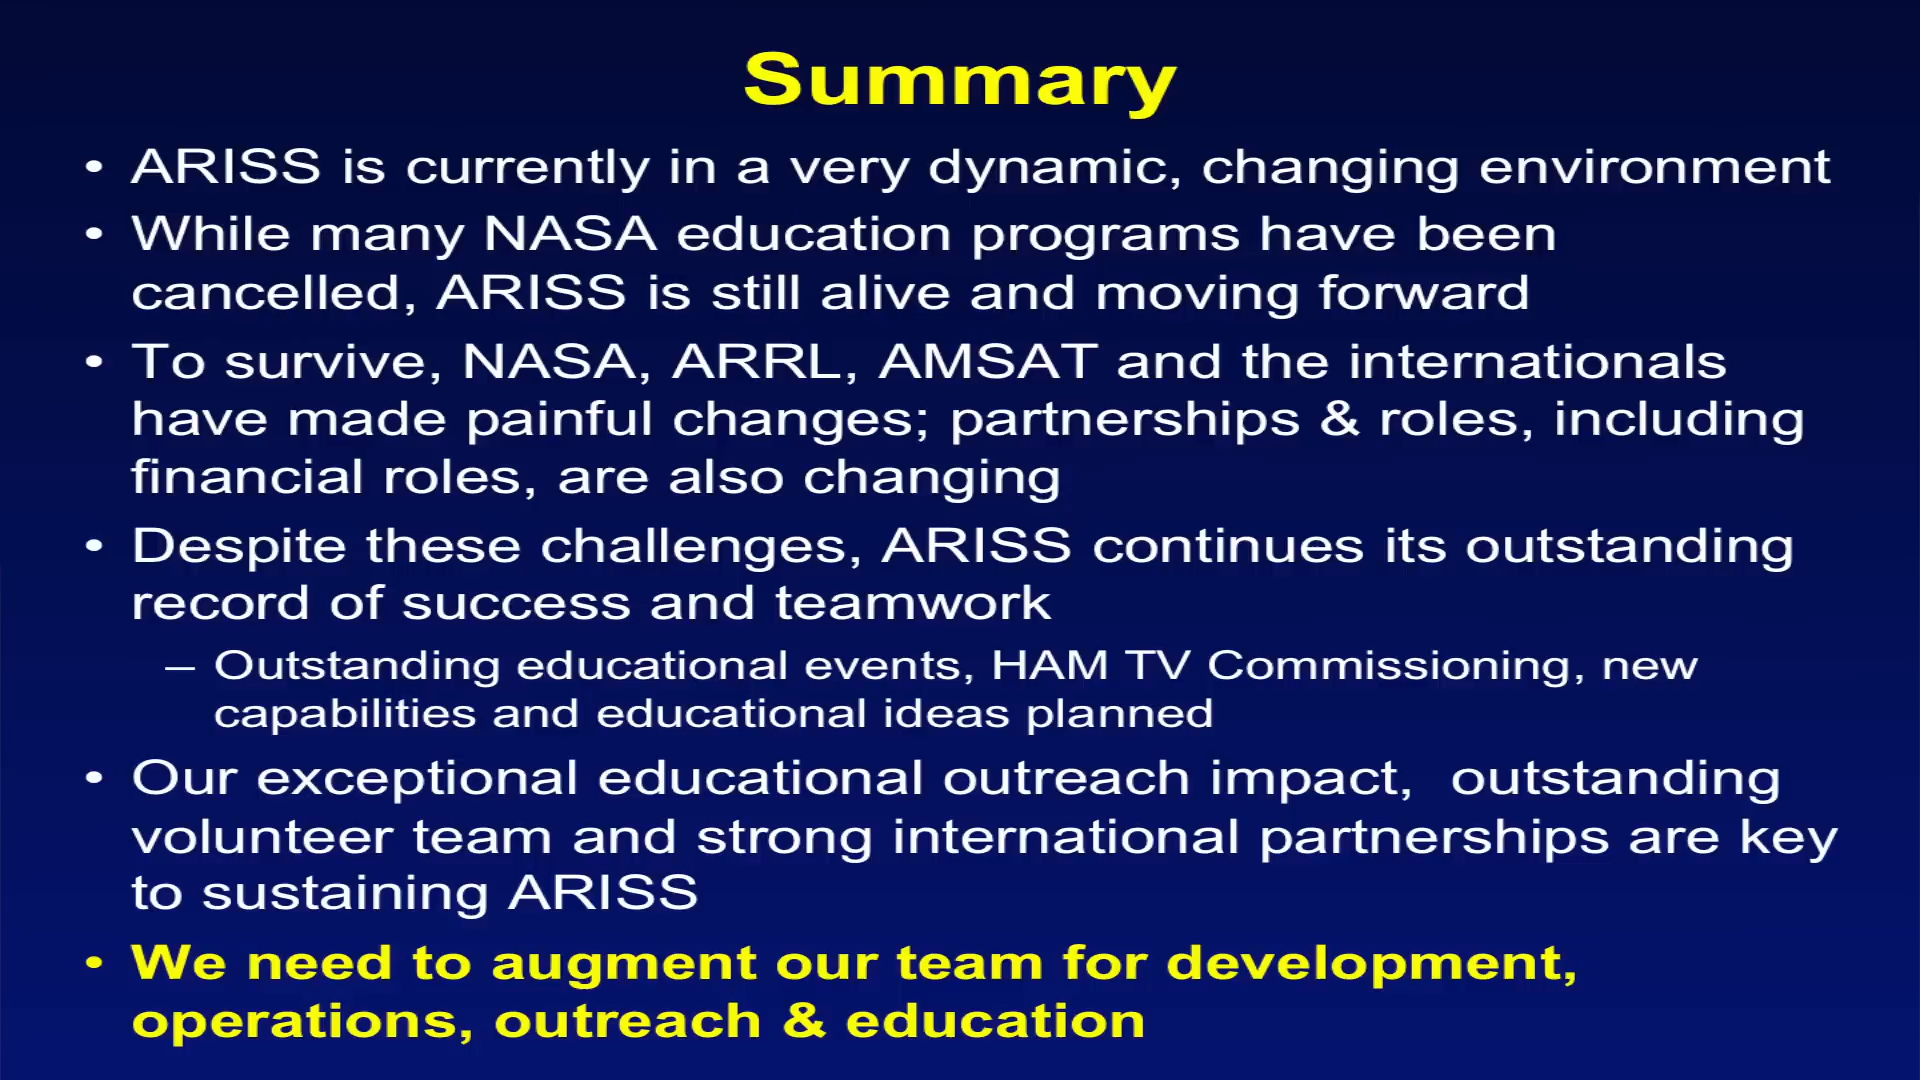 Summary
• ARISS is currently in a very dynamic, changing environment
• While many NASA education programs have been
cancelled, ARISS is still alive and moving forward
• To survive, NASA, ARRL, AMSAT and the internationals
have made painful changes; partnerships & roles, including
financial roles, are also changing
• Despite these challenges, ARISS continues its outstanding
record of success and teamwork
– Outstanding educational events, HAM TV Commissioning, new
capabilities and educational ideas planned
• Our exceptional educational outreach impact,  outstanding
volunteer team and strong international partnerships are key
to sustaining ARISS
• We need to augment our team for development,
operations, outreach & education